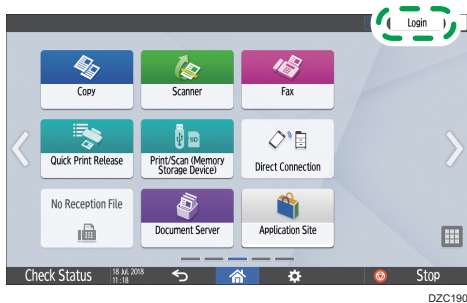 Login
Copy
Scanner
Fax
Quick Print Release
Print/Scan (Memory
Storage Device)
SD
Direct Connection
No Reception File
Document Server
Application Site
Check Status
18 Jul. 2018
11:18
Stop
DZC190